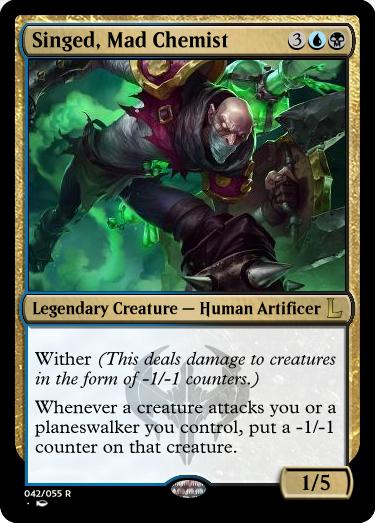 Singed, Mad Chemist 3
Legendary Creature — Human Artificer L
Wither (This deals damage to creatures
in the form of -1/-1 counters.)
Whenever a creature attacks you or a
planeswalker you control, put a -1/-1
counter on that creature.
1/5
042/055 R